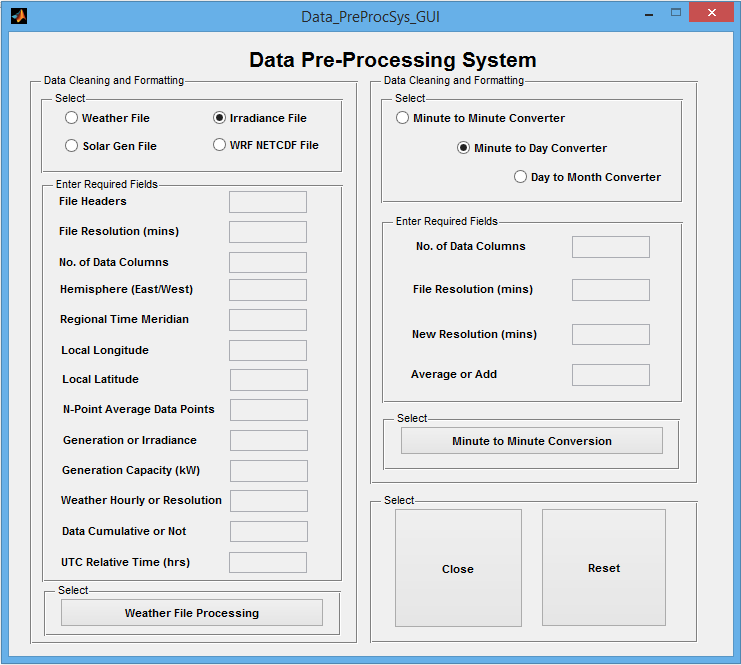 Data_PreProcSys_GUI
Data Pre-Processing System
Data Cleaning and Formatting
Select
Weather File
Irradiance File
Solar Gen File
WRF NETCDF File
Enter Required Fields
File Headers
File Resolution (mins)
No. of Data Columns
Hemisphere (East/West)
Regional Time Meridian
Local Longitude
Local Latitude
N-Point Average Data Points
Generation or Irradiance
Generation Capacity (kW)
Weather Hourly or Resolution
Data Cumulative or Not
UTC Relative Time (hrs)
Select
Weather File Processing
Data Cleaning and Formatting
Select
Minute to Minute Converter
Minute to Day Converter
Day to Month Converter
Enter Required Fields
No. of Data Columns
File Resolution (mins)
New Resolution (mins)
Average or Add
Select
Minute to Minute Conversion
Select
Close
Reset